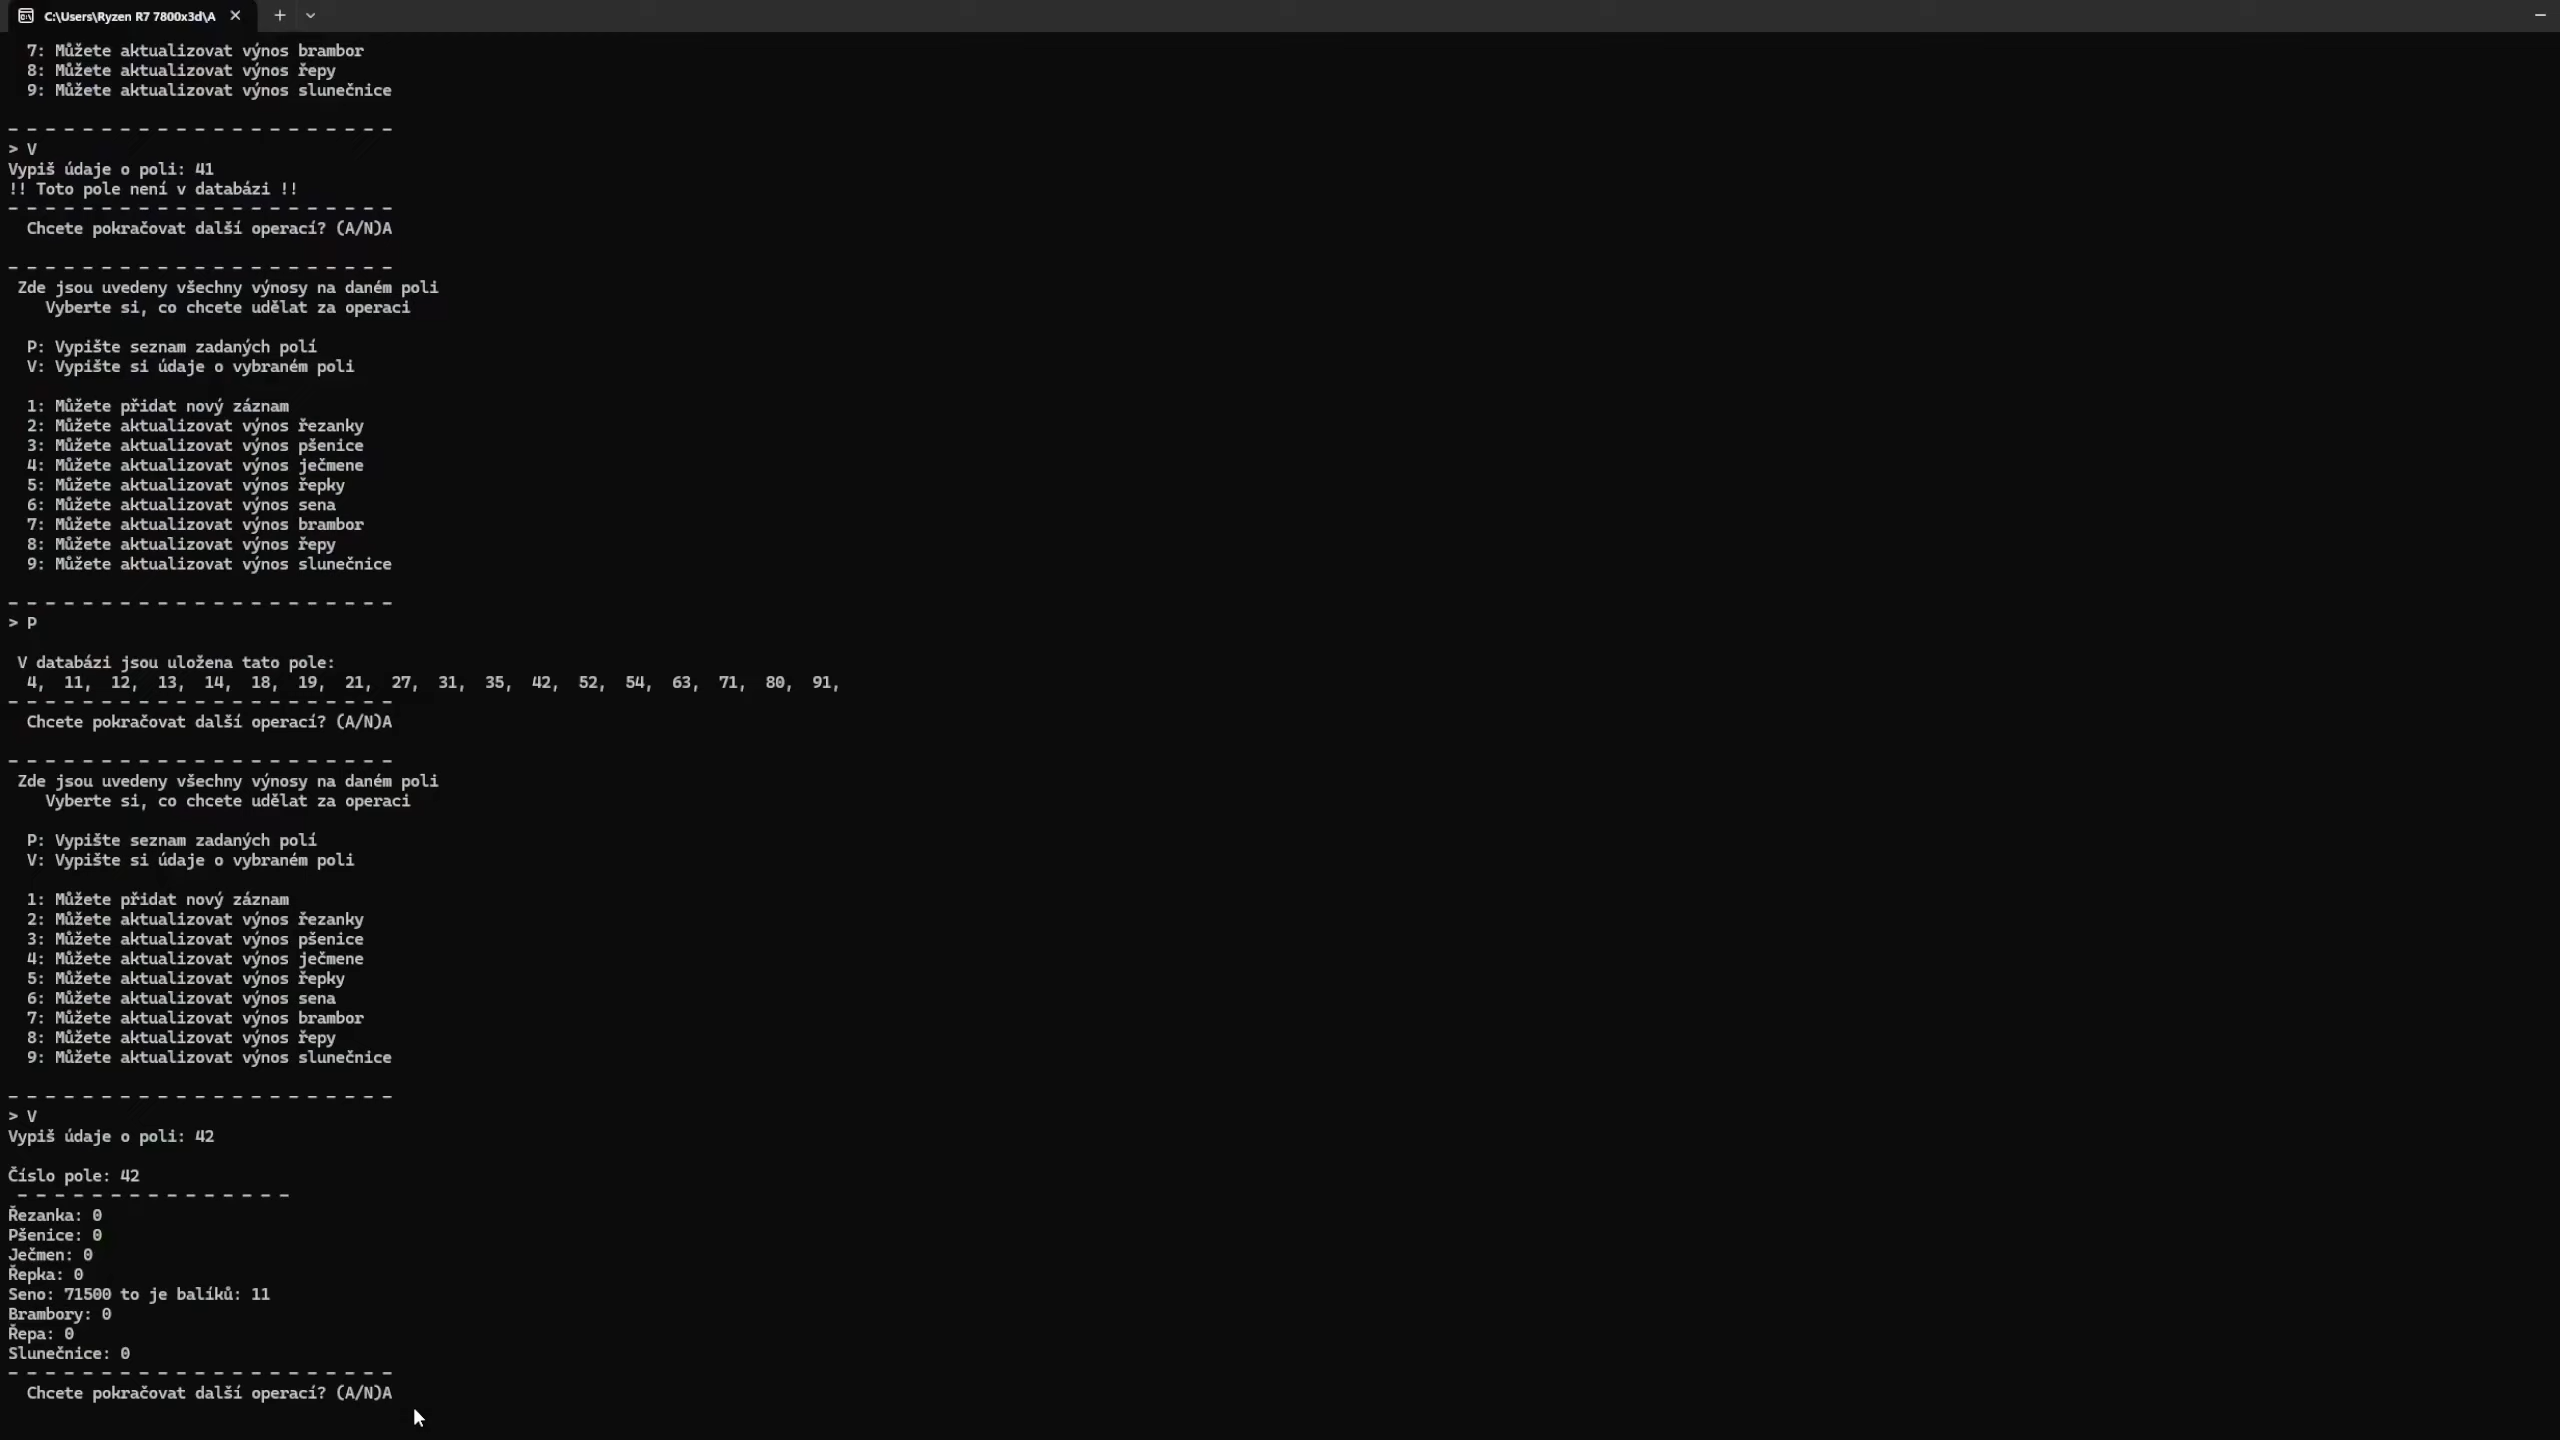 C:\Users\Ryzen R7 7800x3d\A
7: Můžete aktualizovat výnos brambor
8: Můžete aktualizovat výnos řepy
9: Můžete aktualizovat výnos slunečnice
- - - - - - - - - - - - - - - - - - - - -
> V
Vypiš údaje o poli: 41
!! Toto pole není v databázi !!
- - - - - - - - - - - - - - - - - - - - -
Chcete pokračovat další operací? (A/N)A
- - - - - - - - - - - - - - - - - - - - -
Zde jsou uvedeny všechny výnosy na daném poli
Vyberte si, co chcete udělat za operaci
P: Vypište seznam zadaných polí
V: Vypište si údaje o vybraném poli
1: Můžete přidat nový záznam
2: Můžete aktualizovat výnos řezanky
3: Můžete aktualizovat výnos pšenice
4: Můžete aktualizovat výnos ječmene
5: Můžete aktualizovat výnos řepky
6: Můžete aktualizovat výnos sena
7: Můžete aktualizovat výnos brambor
8: Můžete aktualizovat výnos řepy
9: Můžete aktualizovat výnos slunečnice
- - - - - - - - - - - - - - - - - - - - -
> P
V databázi jsou uložena tato pole:
4,  11,  12,  13,  14,  18,  19,  21,  27,  31,  35,  42,  52,  54,  63,  71,  80,  91,
- - - - - - - - - - - - - - - - - - - - -
Chcete pokračovat další operací? (A/N)A
- - - - - - - - - - - - - - - - - - - - -
Zde jsou uvedeny všechny výnosy na daném poli
Vyberte si, co chcete udělat za operaci
P: Vypište seznam zadaných polí
V: Vypište si údaje o vybraném poli
1: Můžete přidat nový záznam
2: Můžete aktualizovat výnos řezanky
3: Můžete aktualizovat výnos pšenice
4: Můžete aktualizovat výnos ječmene
5: Můžete aktualizovat výnos řepky
6: Můžete aktualizovat výnos sena
7: Můžete aktualizovat výnos brambor
8: Můžete aktualizovat výnos řepy
9: Můžete aktualizovat výnos slunečnice
- - - - - - - - - - - - - - - - - - - - -
> V
Vypiš údaje o poli: 42
Číslo pole: 42
- - - - - - - - - - - - - - -
Řezanka: 0
Pšenice: 0
Ječmen: 0
Řepka: 0
Seno: 71500 to je balíků: 11
Brambory: 0
Řepa: 0
Slunečnice: 0
- - - - - - - - - - - - - - - - - - - - -
Chcete pokračovat další operací? (A/N)A